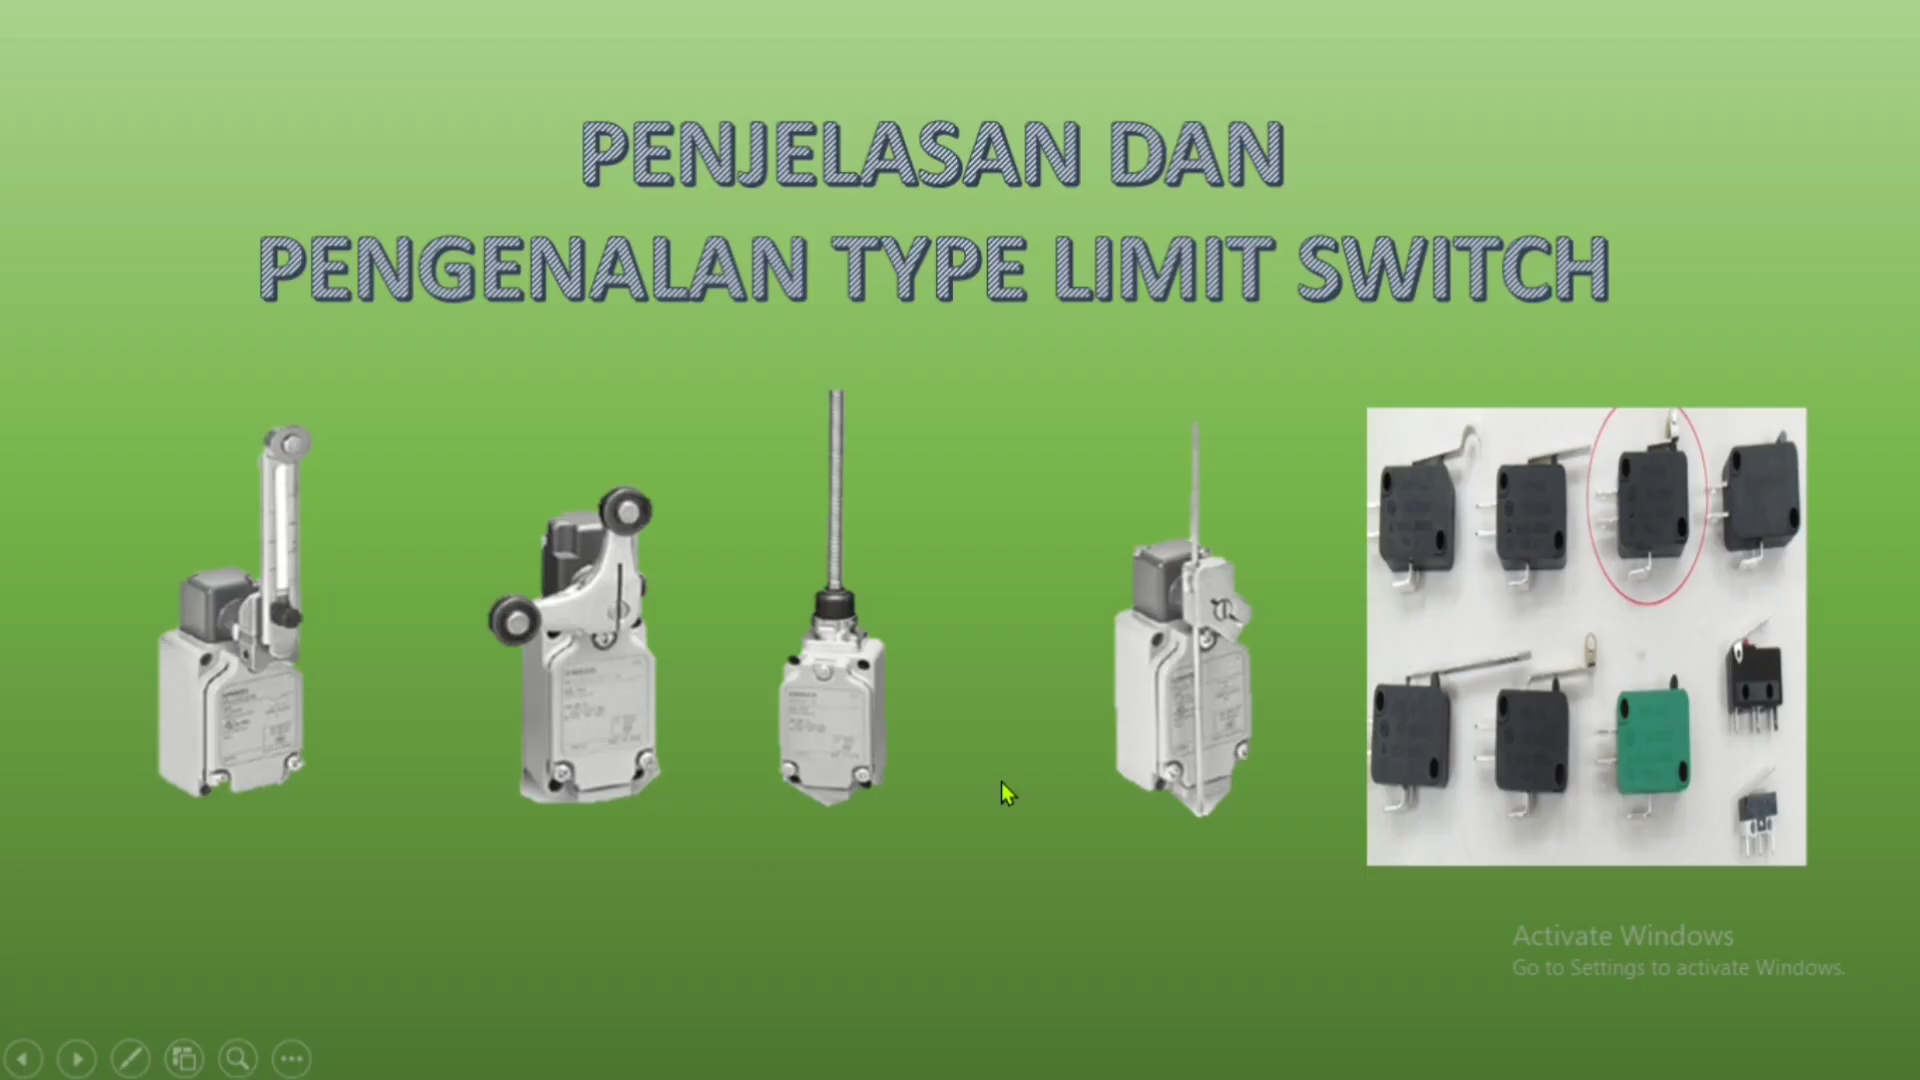 PENJELASAN DAN
PENGENALAN TYPE LIMIT SWITCH
Activate Windows
Go to Settings to activate Windows.